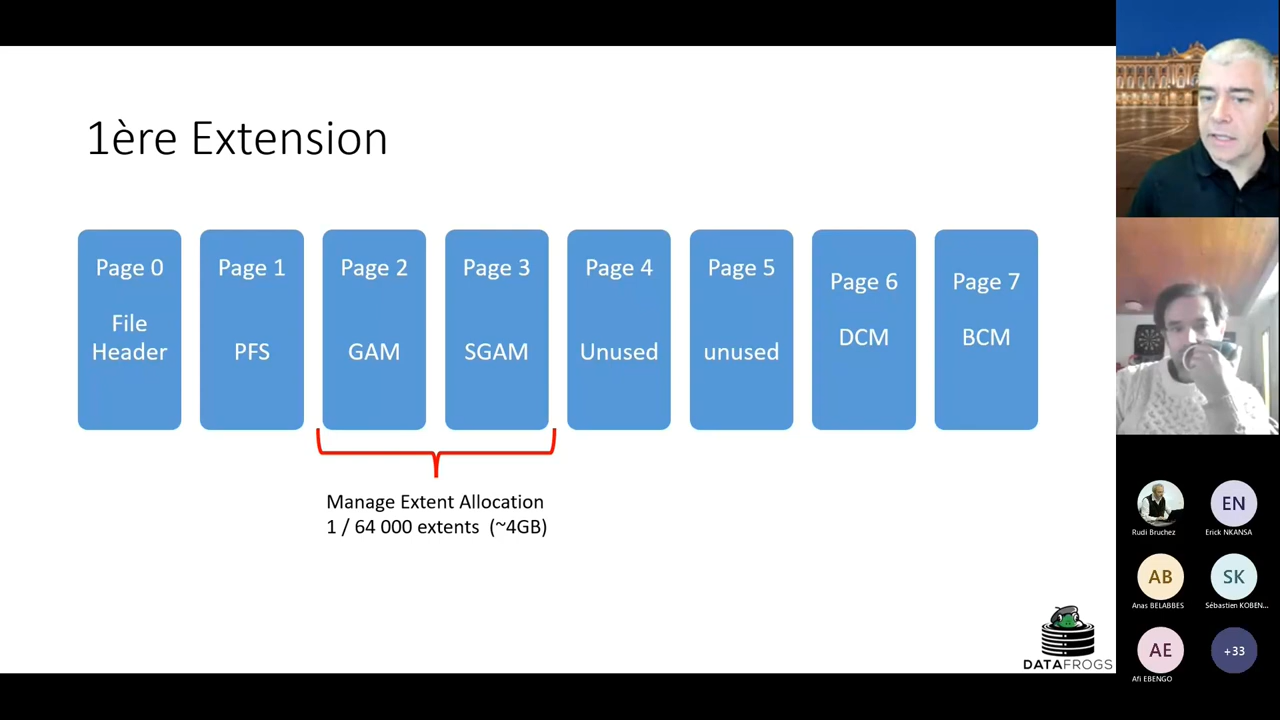 1ère Extension
Page 0
File
Header
Page 1
PFS
Page 2
GAM
Page 3
SGAM
Page 4
Unused
Page 5
unused
Page 6
DCM
Page 7
BCM
Manage Extent Allocation
1 / 64 000 extents (~4GB)
DATAFROGS
Rudi Bruchez
EN
Erick NKANSA
AB
Anas BELABBES
SK
Sébastien KOBEN...
AE
Afi EBENGO
+33